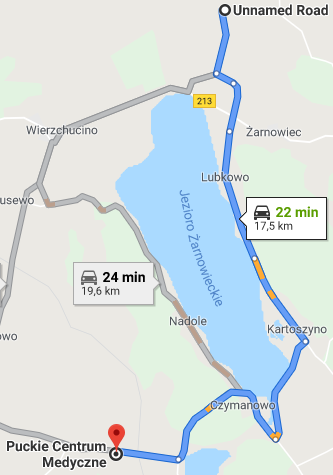 Unnamed Road
213
Wierzchucino
Żarnowiec
Lubkowo
usewo
Jezioro Żarnowieckie
22 min
17,5 km
24 min
19,6 km
Nadole
Kartoszyno
owo
Czymanowo
Puckie Centrum
Medyczne